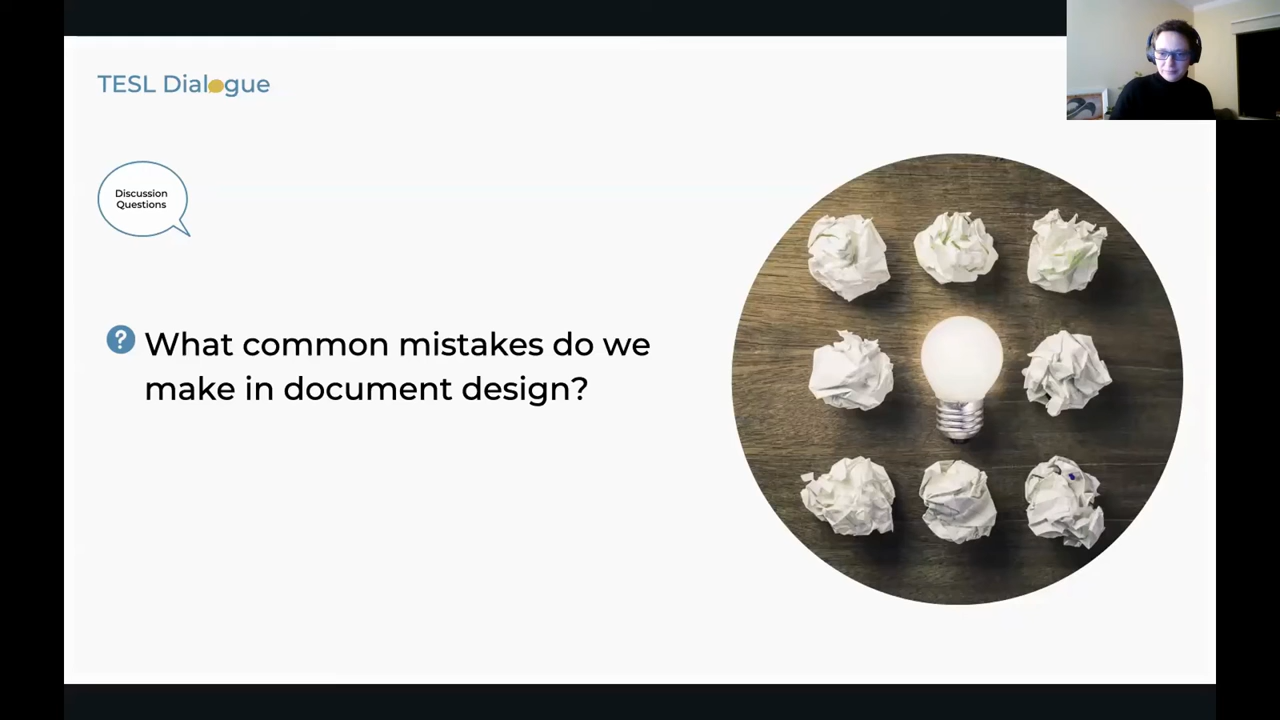 TESL Dialogue
Discussion
Questions
? What common mistakes do we
make in document design?